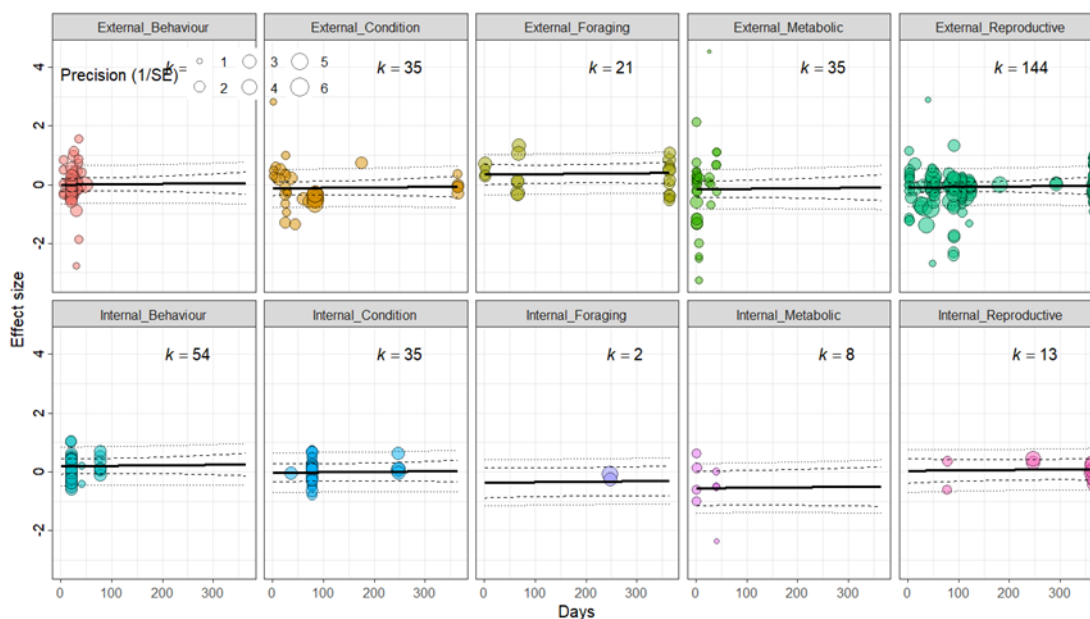 External_Behaviour External_Condition External_Foraging External_Metabolic External_Reproductive
k = k = 35 k = 21 k = 35 k = 144
Precision (1/SE) 1 3 5
2 4 6
4
2
0
-2
Effect size
Internal_Behaviour Internal_Condition Internal_Foraging Internal_Metabolic Internal_Reproductive
k = 54 k = 35 k = 2 k = 8 k = 13
4
2
0
-2
0 100 200 300 0 100 200 300 0 100 200 300 0 100 200 300 0 100 200 300
Days